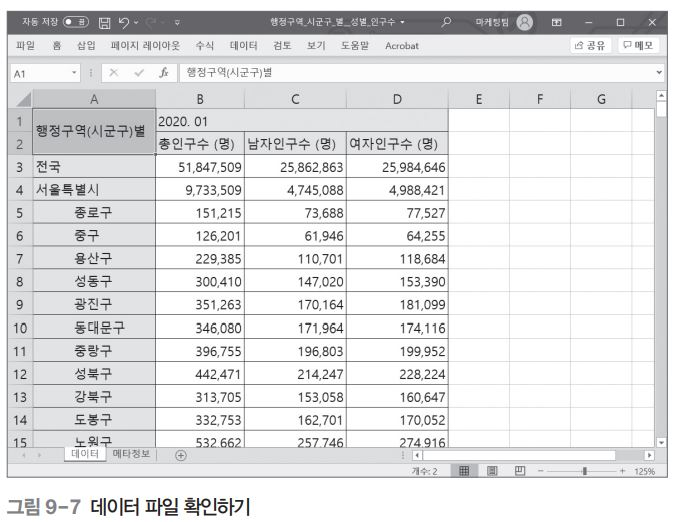 자동 저장 행정구역_시군구_별__성별_인구수 마케팅팀
파일 홈 삽입 페이지 레이아웃 수식 데이터 검토 보기 도움말 Acrobat 공유 메모
A1 fx 행정구역(시군구)별
A B C D E F G
1 행정구역(시군구)별 2020. 01
2 총인구수 (명) 남자인구수 (명) 여자인구수 (명)
3 전국 51,847,509 25,862,863 25,984,646
4 서울특별시 9,733,509 4,745,088 4,988,421
5 종로구 151,215 73,688 77,527
6 중구 126,201 61,946 64,255
7 용산구 229,385 110,701 118,684
8 성동구 300,410 147,020 153,390
9 광진구 351,263 170,164 181,099
10 동대문구 346,080 171,964 174,116
11 중랑구 396,755 196,803 199,952
12 성북구 442,471 214,247 228,224
13 강북구 313,705 153,058 160,647
14 도봉구 332,753 162,701 170,052
15 노원구 532,662 257,746 274,916
데이터 메타정보
개수: 2 125%
그림 9-7 데이터 파일 확인하기